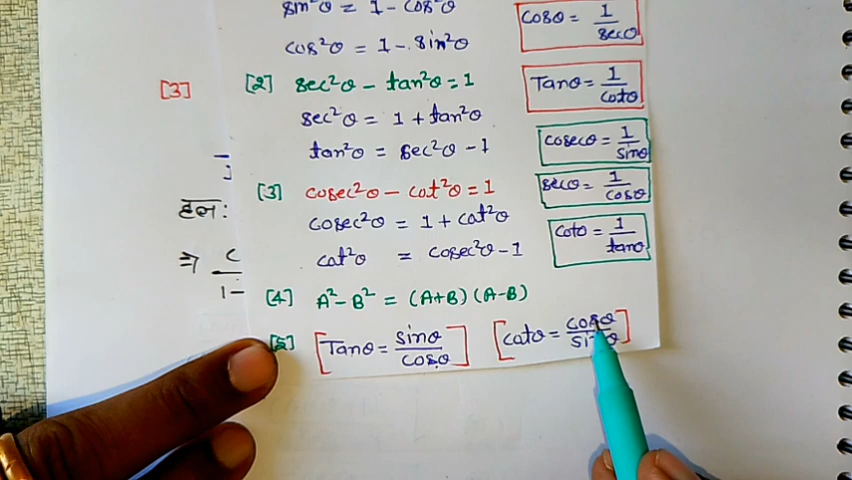 sin²θ = 1 - cos²θ
cos²θ = 1 - sin²θ
[2] sec²θ - tan²θ = 1
sec²θ = 1 + tan²θ
tan²θ = sec²θ - 1
[3] cosec²θ - cot²θ = 1
cosec²θ = 1 + cot²θ
cot²θ = cosec²θ - 1
[4] A² - B² = (A+B) (A-B)
[5] [Tanθ = sinθ/cosθ] [cotθ = cosθ/sinθ]
cosθ = 1/secθ
Tanθ = 1/cotθ
cosecθ = 1/sinθ
secθ = 1/cosθ
cotθ = 1/tanθ
[3]
हल:
⇒ C
1-